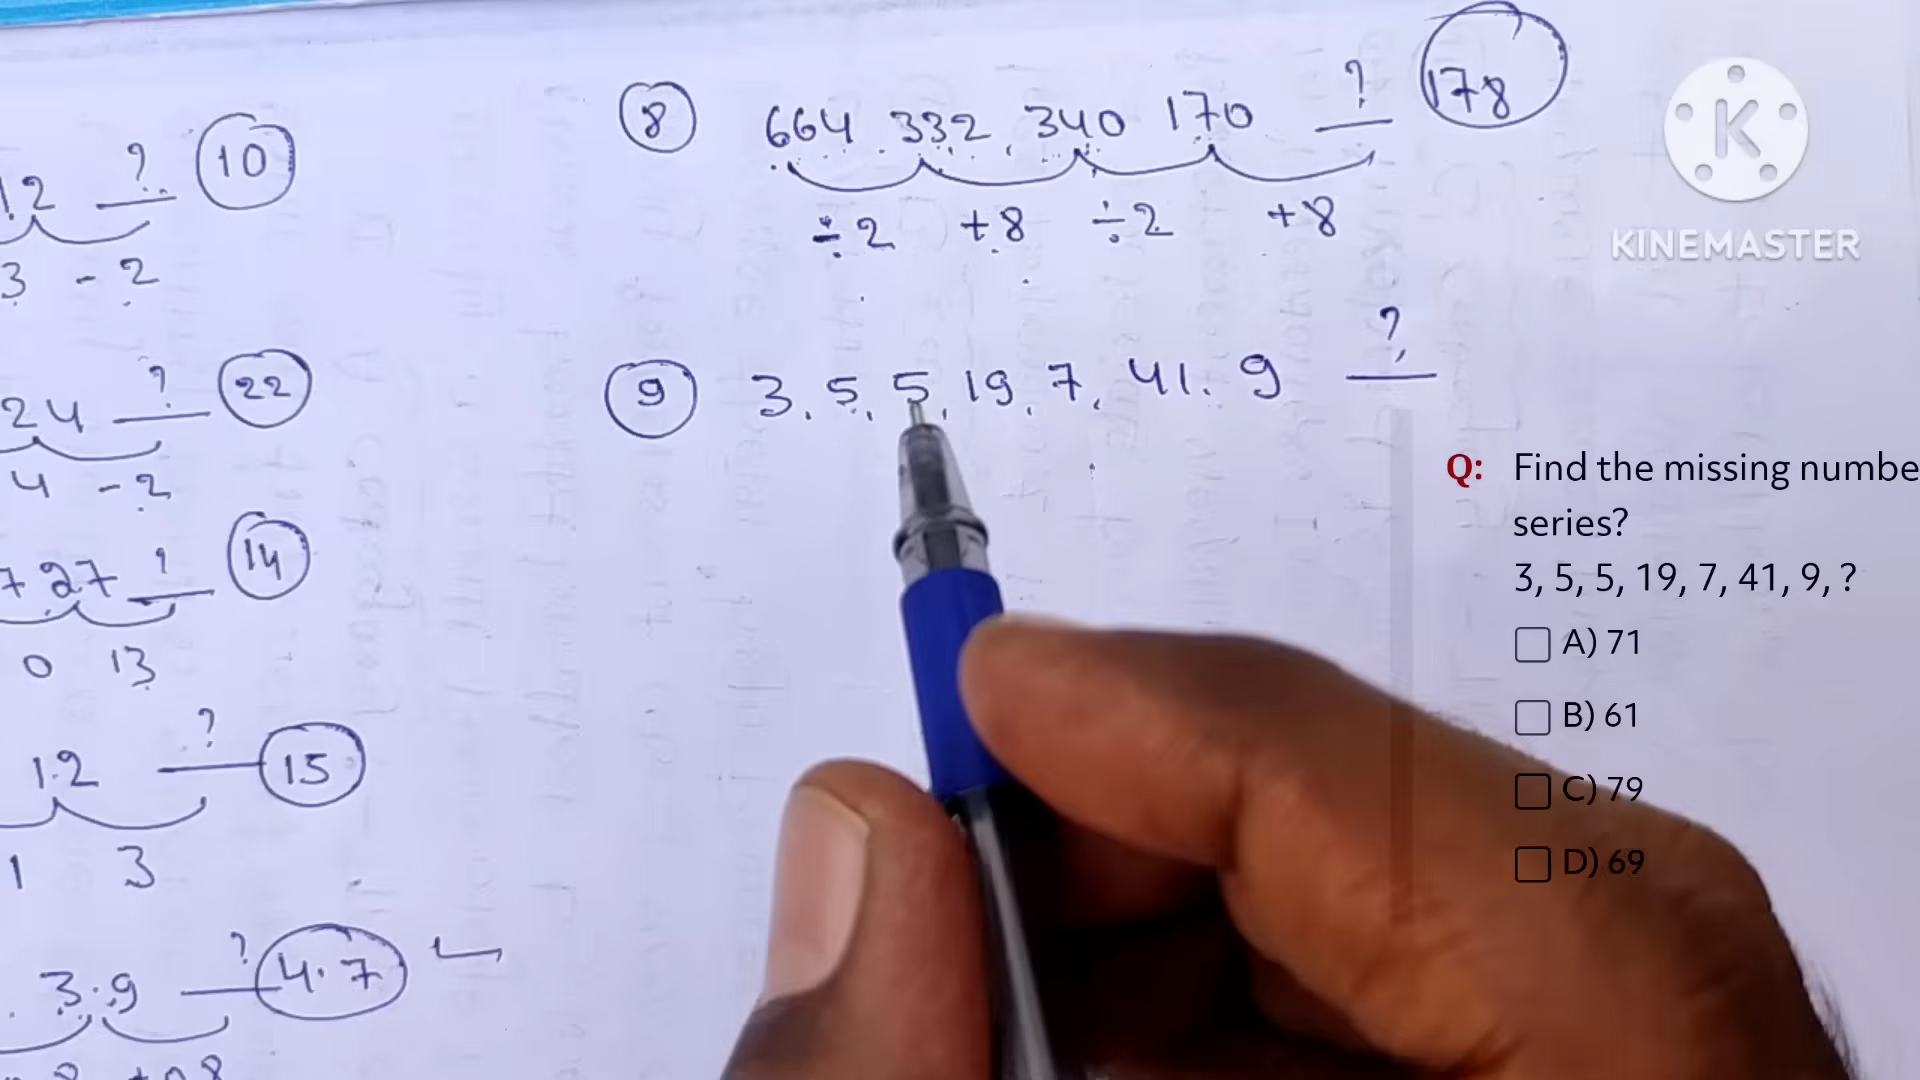 12 ? 10
3 - 2
24 ? 22
4 - 2
7 27 ? 14
0 13
12 ? 15
1 3
3.9 ? 4.7
8 664 332 340 170 ? 178
÷2 +8 ÷2 +8
9 3, 5, 5, 19, 7, 41, 9 ?
K
KINEMASTER
Q: Find the missing numbe
series?
3, 5, 5, 19, 7, 41, 9, ?
A) 71
B) 61
C) 79
D) 69